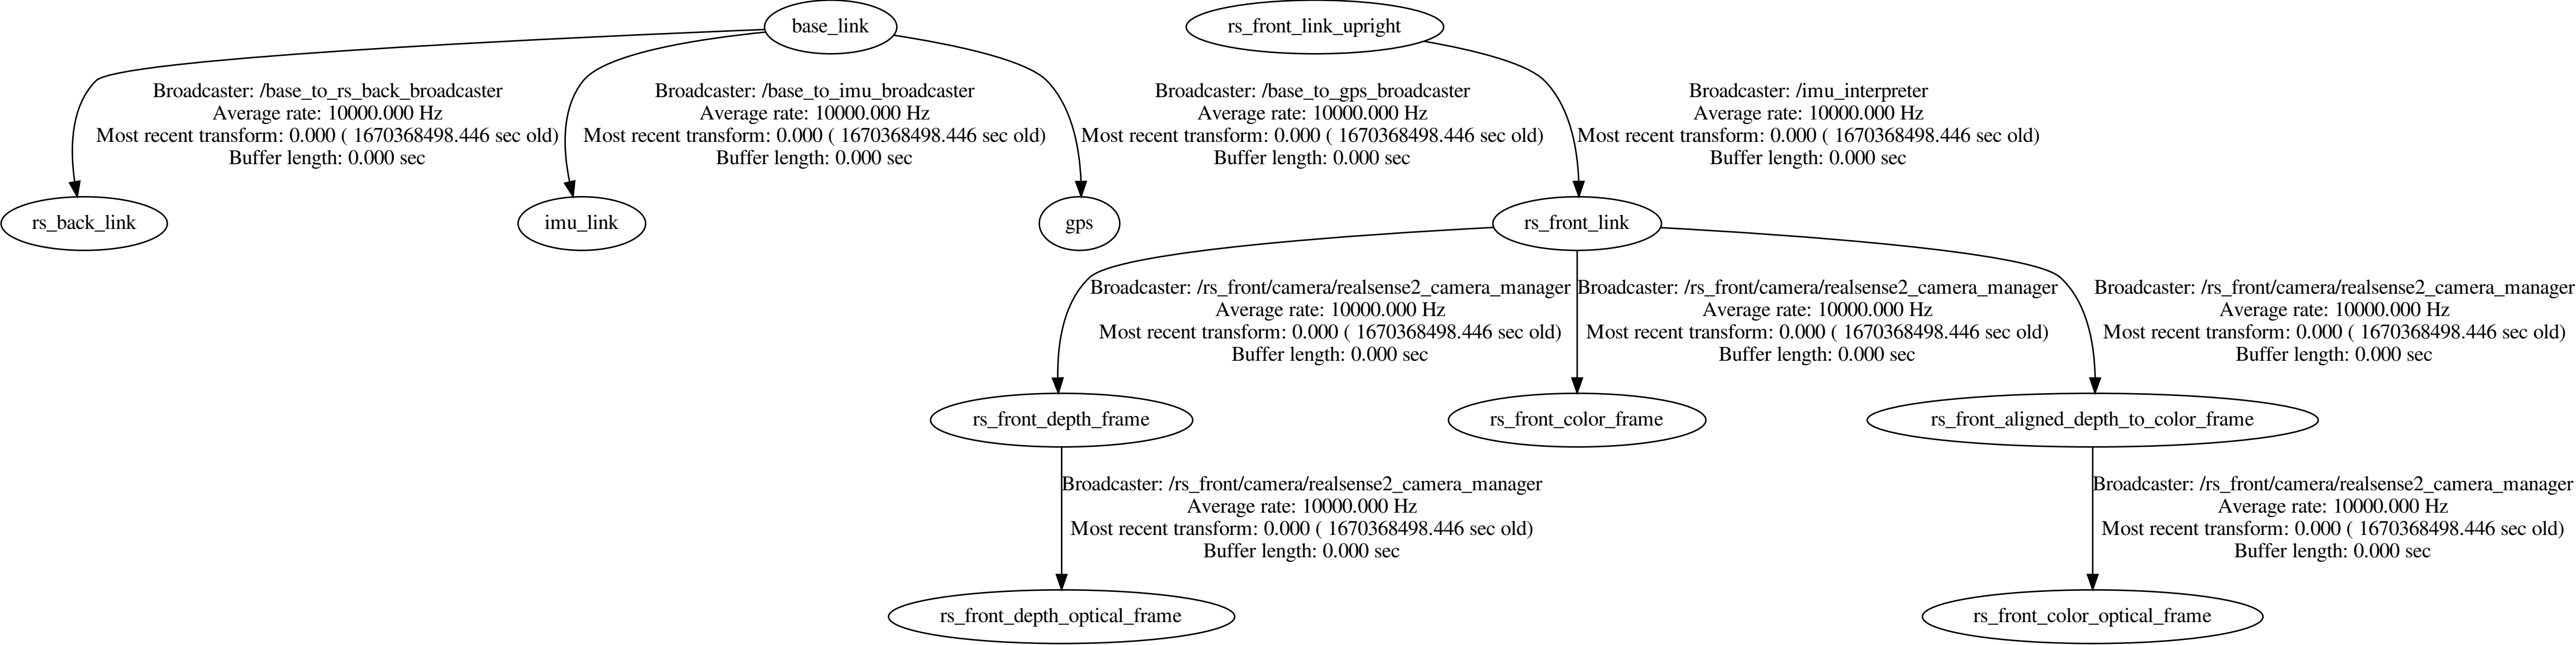 base_link
rs_front_link_upright
Broadcaster: /base_to_rs_back_broadcaster
Average rate: 10000.000 Hz
Most recent transform: 0.000 ( 1670368498.446 sec old)
Buffer length: 0.000 sec
Broadcaster: /base_to_imu_broadcaster
Average rate: 10000.000 Hz
Most recent transform: 0.000 ( 1670368498.446 sec old)
Buffer length: 0.000 sec
Broadcaster: /base_to_gps_broadcaster
Average rate: 10000.000 Hz
Most recent transform: 0.000 ( 1670368498.446 sec old)
Buffer length: 0.000 sec
Broadcaster: /imu_interpreter
Average rate: 10000.000 Hz
Most recent transform: 0.000 ( 1670368498.446 sec old)
Buffer length: 0.000 sec
rs_back_link
imu_link
gps
rs_front_link
Broadcaster: /rs_front/camera/realsense2_camera_manager
Average rate: 10000.000 Hz
Most recent transform: 0.000 ( 1670368498.446 sec old)
Buffer length: 0.000 sec
Broadcaster: /rs_front/camera/realsense2_camera_manager
Average rate: 10000.000 Hz
Most recent transform: 0.000 ( 1670368498.446 sec old)
Buffer length: 0.000 sec
Broadcaster: /rs_front/camera/realsense2_camera_manager
Average rate: 10000.000 Hz
Most recent transform: 0.000 ( 1670368498.446 sec old)
Buffer length: 0.000 sec
rs_front_depth_frame
rs_front_color_frame
rs_front_aligned_depth_to_color_frame
Broadcaster: /rs_front/camera/realsense2_camera_manager
Average rate: 10000.000 Hz
Most recent transform: 0.000 ( 1670368498.446 sec old)
Buffer length: 0.000 sec
Broadcaster: /rs_front/camera/realsense2_camera_manager
Average rate: 10000.000 Hz
Most recent transform: 0.000 ( 1670368498.446 sec old)
Buffer length: 0.000 sec
rs_front_depth_optical_frame
rs_front_color_optical_frame